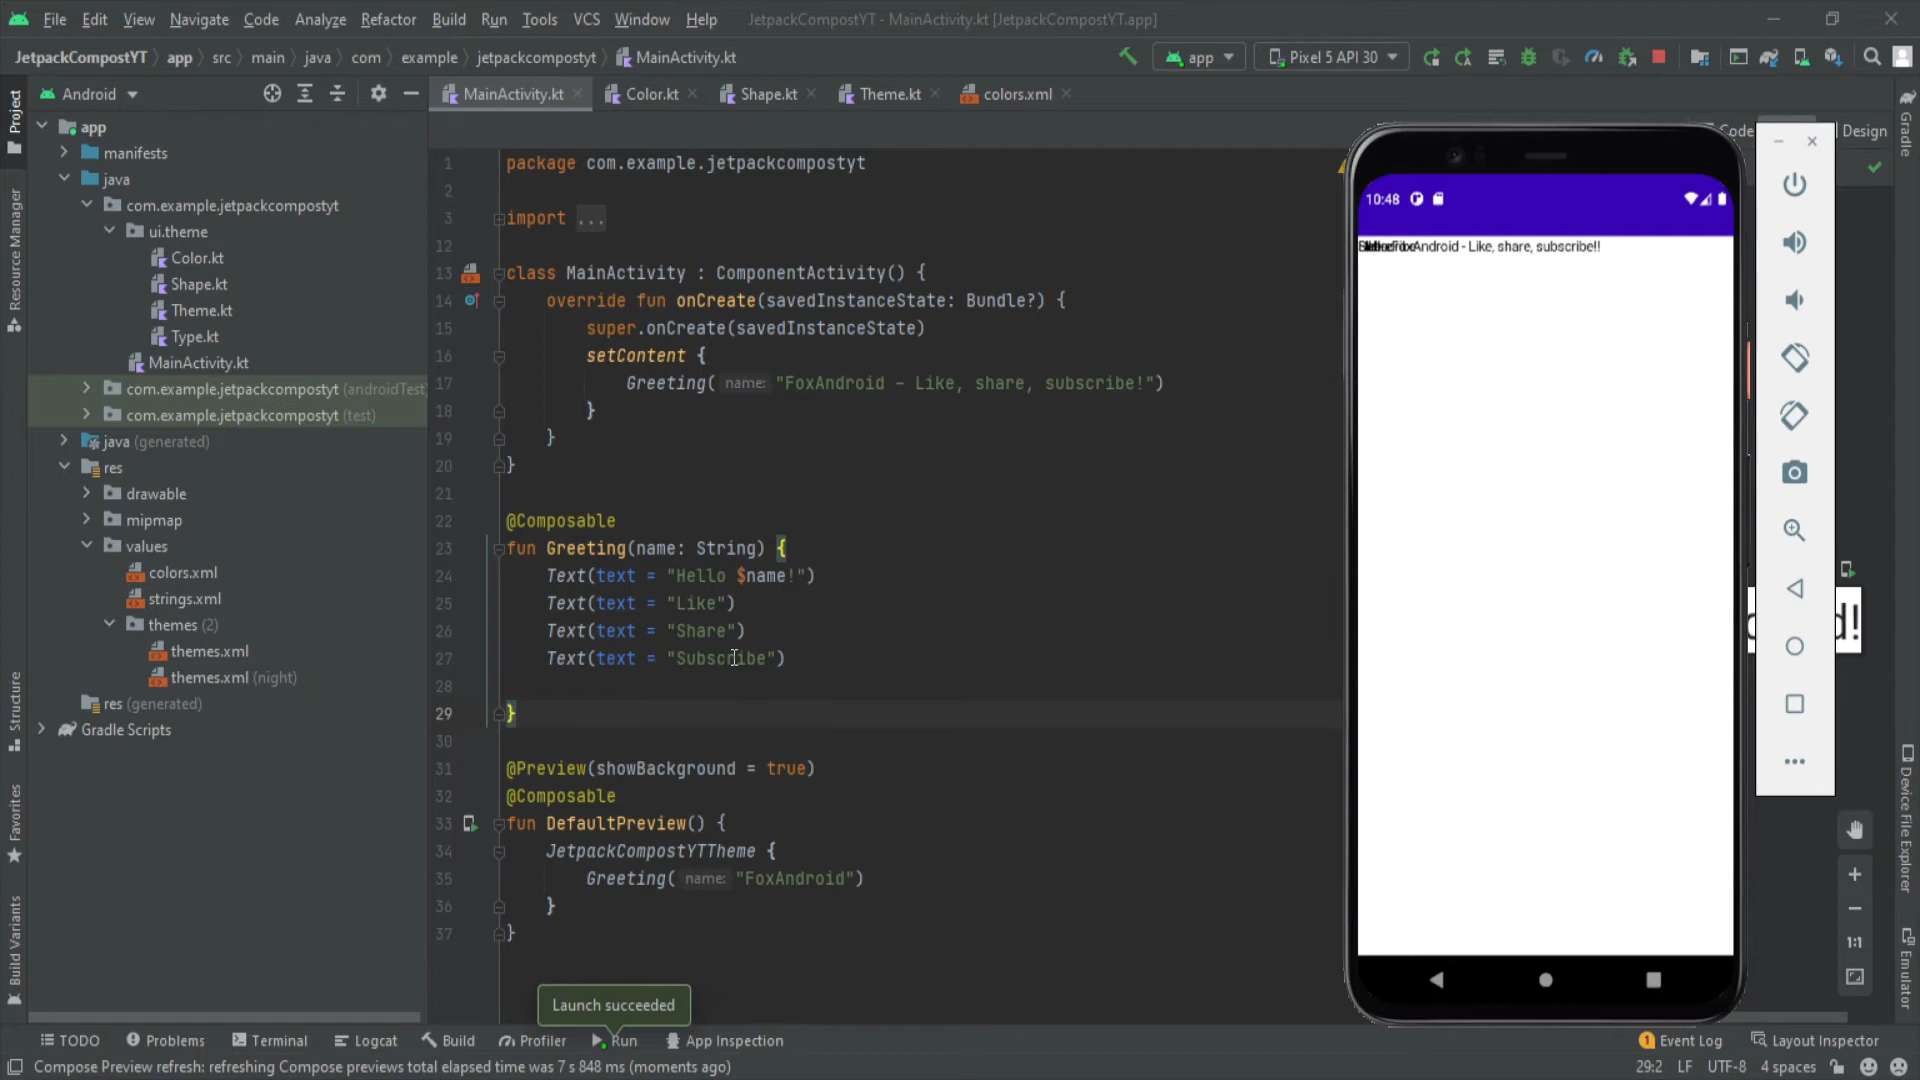 File Edit View Navigate Code Analyze Refactor Build Run Tools VCS Window Help JetpackCompostYT - MainActivity.kt [JetpackCompostYT.app]
JetpackCompostYT app src main java com example jetpackcompostyt MainActivity.kt app Pixel 5 API 30
Android MainActivity.kt Color.kt Shape.kt Theme.kt colors.xml
Code Design
Project
Resource Manager
Structure
Favorites
Build Variants
app
manifests
java
com.example.jetpackcompostyt
ui.theme
Color.kt
Shape.kt
Theme.kt
Type.kt
MainActivity.kt
com.example.jetpackcompostyt (androidTest)
com.example.jetpackcompostyt (test)
java (generated)
res
drawable
mipmap
values
colors.xml
strings.xml
themes (2)
themes.xml
themes.xml (night)
res (generated)
Gradle Scripts
1 package com.example.jetpackcompostyt
2
3 import ...
12
13 class MainActivity : ComponentActivity() {
14 override fun onCreate(savedInstanceState: Bundle?) {
15 super.onCreate(savedInstanceState)
16 setContent {
17 Greeting( name: "FoxAndroid - Like, share, subscribe!")
18 }
19 }
20 }
21
22 @Composable
23 fun Greeting(name: String) {
24 Text(text = "Hello $name!")
25 Text(text = "Like")
26 Text(text = "Share")
27 Text(text = "Subscribe")
28
29 }
30
31 @Preview(showBackground = true)
32 @Composable
33 fun DefaultPreview() {
34 JetpackCompostYTTheme {
35 Greeting( name: "FoxAndroid")
36 }
37 }
10:48
Android - Like, share, subscribe!!
d!
1:1
Gradle
Device File Explorer
Emulator
Launch succeeded
TODO Problems Terminal Logcat Build Profiler Run App Inspection 1 Event Log Layout Inspector
Compose Preview refresh: refreshing Compose previews total elapsed time was 7 s 848 ms (moments ago) 29:2 LF UTF-8 4 spaces